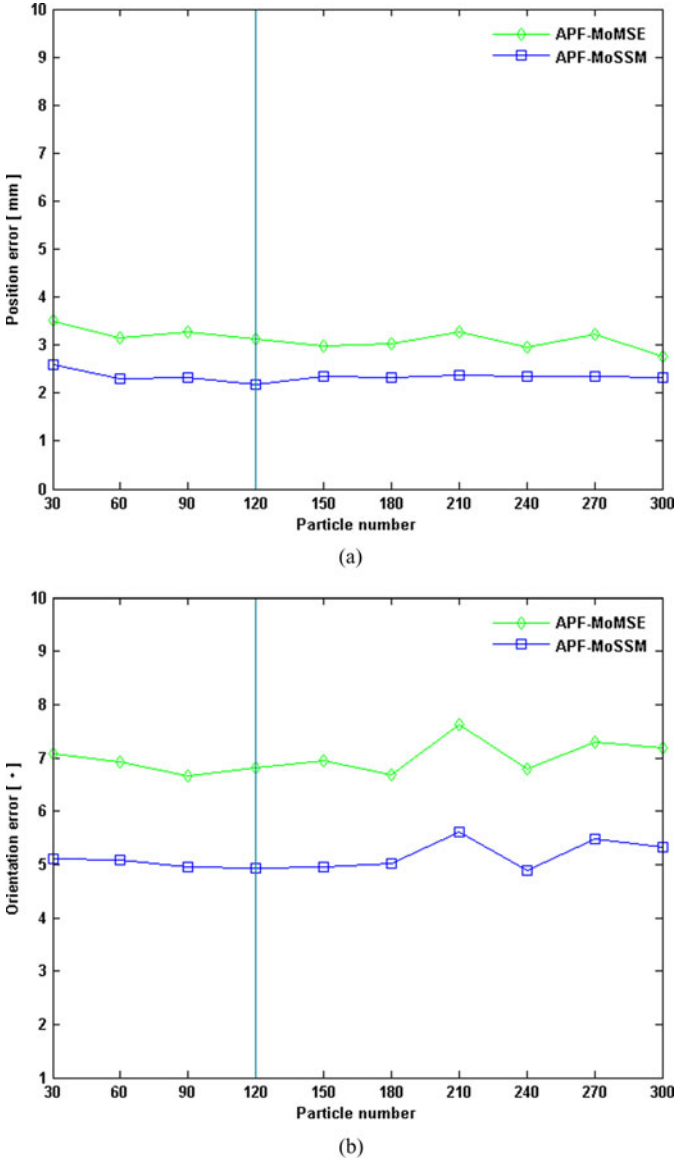 10
9
8
7
6
5
4
3
2
1
0
Position error [ mm ]
APF-MoMSE
APF-MoSSM
30 60 90 120 150 180 210 240 270 300
Particle number
(a)
10
9
8
7
6
5
4
3
2
1
Orientation error [ • ]
APF-MoMSE
APF-MoSSM
30 60 90 120 150 180 210 240 270 300
Particle number
(b)